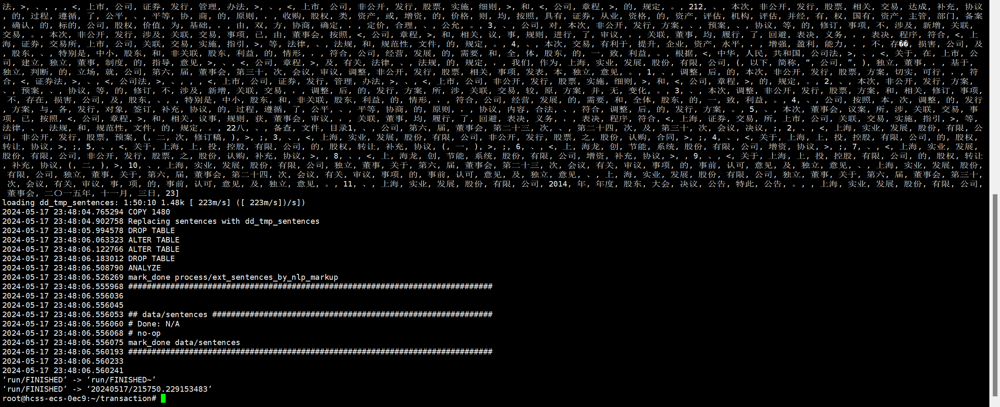 法, >, 、, , , <, 上市, 公司, 证券, 发行, 管理, 办法, >, 、, <, 上市, 公司, 非公开, 发行, 股票, 实施, 细则, >, 和, <, 公司, 章程, >, 的, 规定, 。, 212, 、, 本次, 非公开, 发行, 股票, 相关, 交易, 达成, 补充, 协议
, 的, 过程, 遵循, 了, 公平, 、, 平等, 协, 商, 的, 原则, ，, 收购, 股权, 类, 资产, 或, 增资, 的, 价格, 则, 均, 按照, 具有, 证券, 从业, 资格, 的, 资产, 评估, 机构, 评估, 并经, 有, 权, 国有, 资产, 主管, 部门, 备案
, 确认, 的, 标的, 公司, 股权, 价值, 为, 基础, ，, 由, 双, 方, 协商, 确定, ，, 定价, 合理, 、, 公允, 。, 3, 、, 公司, 对, 本次, 非公开, 发行, 方案, 、, 预案, 、, 协议, 等, 的, 修订, 事项, 不, 涉及, 新增, 关联,
交易, 。, 本次, 非公开, 发行, 涉及, 关联, 交易, 事项, 已, 由, 董事会, 按照, <, 公司, 章程, >, 和, 相关, 议, 事, 规则, 进行, 了, 审议, ，, 关联, 董事, 均, 履行, 了, 回避, 表决, 义务, ，, 表决, 程序, 符合, <, 上
海, 证券, 交易所, 上市, 公司, 关联, 交易, 实施, 指引, >, 等, 法律, 、, 法规, 和, 规范性, 文件, 的, 规定, 。, 4, 、, 本次, 交易, 有利于, 提升, 企业, 资产, 水平, ，, 增强, 盈利, 能力, ，, 不, 存��, 损害, 公司, 及
, 股东, 、, 特别是, 中小, 股东, 和, 非关联, 股东, 利益, 的, 情形, ，, 符合, 公司, 经营, 发展, 的, 需要, 和, 全, 体, 股东, 的, 一, 致, 利益, 。, 根据, <, 中华, 人民, 共和国, 公司法, >, 、, <, 关于, 在, 上市, 公
司, 建立, 独立, 董事, 制度, 的, 指导, 意见, >, 、, <, 公司, 章程, >, 及, 有关, 法律, 、, 法规, 的, 规定, ，, 我们, 作为, 上海, 实业, 发展, 股份, 有限, 公司, (, 以下, 简称, “, 公司, ”, ), 独立, 董事, ，, 基于,
独立, 判断, 的, 立场, 就, 公司, 第六, 届, 董事会, 第三十, 次, 会议, 审议, 调整, 非公开, 发行, 股票, 相关, 事项, 发表, 本, 独立, 意见, 。, 1, 、, 调整, 后, 的, 本次, 非公开, 发行, 股票, 方案, 切实, 可行, ，, 符
合, <, 证券法, >, 、, <, 公司法, >, 、, , , <, 上市, 公司, 证券, 发行, 管理, 办法, >, 、, <, 上市, 公司, 非公开, 发行, 股票, 实施, 细则, >, 和, <, 公司, 章程, >, 的, 规定, 。, 2, 、, 本次, 非公开, 发行, 方案,
、, 预案, 、, 协议, 等, 的, 修订, 不, 涉及, 新增, 关联, 交易, ，, 调整, 后, 的, 发行, 方案, 所, 涉, 关联, 交易, 较, 原, 方案, 并, 无, 变化, 。, 3, 、, 本次, 调整, 非公开, 发行, 股票, 方案, 和, 相关, 修订, 事项,
不, 存在, 损害, 公司, 及, 股东, 、, , 特别是, 中小, 股东, 和, 非关联, 股东, 利益, 的, 情形, ，, 符合, 公司, 经营, 发展, 的, 需要, 和, 全体, 股东, 的, 一, 致, 利益, 。, 4, 、, 公司, 按照, 本, 次, 调整, 的, 发行
, 方案, 与, 各, 发行, 对象, 签订, 补充, 协议, 的, 过程, 遵循, 了, 公平, 、, 平等, 协商, 的, 原则, ，, 协议, 内容, 合法, 、, 符合, 调整, 后, 的, 发行, 方案, 。, 5, 、, 本次, 董事会, 议案, 所, 涉, 关联, 交易, 事
项, 已, 按照, <, 公司, 章程, >, 和, 相关, 议事, 规则, 获, 董事会, 审议, ，, 关联, 董事, 均, 履行, 了, 回避, 表决, 义务, ，, 表决, 程序, 符合, <, 上海, 证券, 交易, 所, 上市, 公司, 关联, 交易, 实施, 指引, >, 等,
法律, 、, 法规, 和, 规范性, 文件, 的, 规定, 。, 22八, 、, 备查, 文件, 目录1, 、, 公司, 第六, 届, 董事会, 第二十三, 次, 、, 第二十四, 次, 及, 第三十, 次, 会议, 决议, ;, 2, 、, <, 上海, 实业, 发展, 股份, 有限, 公
司, 非公开, 发行, 股票, 预案, (, 二, 次, 修订稿, ), >, ;, 3, 、, <, 上海, 实业, 发展, 股份, 有限, 公司, 非公开, 发行, 股票, 之, 股份, 认购, 合同, >, ;, 4, 、, <, 关于, 上海, 上, 投, 控股, 有限, 公司, 的, 股权,
转让, 协议, >, ;, 5, 、, <, 关于, 上海, 上, 投, 控股, 有限, 公司, 的, 股权, 转让, 补充, 协议, (, 一, ), >, ;, 6, 、, <, 上, 海龙, 创, 节能, 系统, 股份, 有限, 公司, 增资, 协议, >, ;, 7, 、, <, 上海, 实业, 发展,
股份, 有限, 公司, 非公开, 发行, 股票, 之, 股份, 认购, 补充, 协议, >, , 8, 、, <, 上, 海龙, 创, 节能, 系统, 股份, 有限, 公司, 增资, 补充, 协议, >, , 9, 、, <, 关于, 上海, 上, 投, 控股, 有限, 公司, 的, 股权, 转让
, 补充, 协议, (, 二, ), >, 10, 、, 上海, 实业, 发展, 股份, 有限, 公司, 独立, 董事, 关于, 第六, 届, 董事会, 第二十三, 次, 会议, 有关, 审议, 事项, 的, 事前, 认可, 意见, 及, 独立, 意见, 、, 上海, 实业, 发展, 股份,
有限, 公司, 独立, 董事, 关于, 第六, 届, 董事会, 第二十四, 次, 会议, 有关, 审议, 事项, 的, 事前, 认可, 意见, 及, 独立, 意见, 、, 上, 海, 实业, 发展, 股份, 有限, 公司, 独立, 董事, 关于, 第六, 届, 董事会, 第三十,
次, 会议, 有关, 审议, 事, 项, 的, 事前, 认可, 意见, 及, 独立, 意见, 。, 11, 、, 上海, 实业, 发展, 股份, 有限, 公司, 2014, 年, 年度, 股东, 大会, 决议, 公告, 特此, 公告, 。, , 上海, 实业, 发展, 股份, 有限, 公司,
董事会, 二〇一五年, 十一月, 三日, 23]
loading dd_tmp_sentences: 1:50:10 1.48k [ 223m/s] ([ 223m/s])/s])
2024-05-17 23:48:04.765294 COPY 1480
2024-05-17 23:48:04.902758 Replacing sentences with dd_tmp_sentences
2024-05-17 23:48:05.994578 DROP TABLE
2024-05-17 23:48:06.063323 ALTER TABLE
2024-05-17 23:48:06.122766 ALTER TABLE
2024-05-17 23:48:06.183012 DROP TABLE
2024-05-17 23:48:06.508790 ANALYZE
2024-05-17 23:48:06.526269 mark_done process/ext_sentences_by_nlp_markup
2024-05-17 23:48:06.555968 ##############################################################################
2024-05-17 23:48:06.556036
2024-05-17 23:48:06.556045
2024-05-17 23:48:06.556053 ## data/sentences ############################################################
2024-05-17 23:48:06.556060 # Done: N/A
2024-05-17 23:48:06.556068 # no-op
2024-05-17 23:48:06.556075 mark_done data/sentences
2024-05-17 23:48:06.560193 ##############################################################################
2024-05-17 23:48:06.560233
2024-05-17 23:48:06.560241
‘run/FINISHED’ -> ‘run/FINISHED~’
‘run/FINISHED’ -> ‘20240517/215750.229153483’
root@hcss-ecs-0ec9:~/transaction#